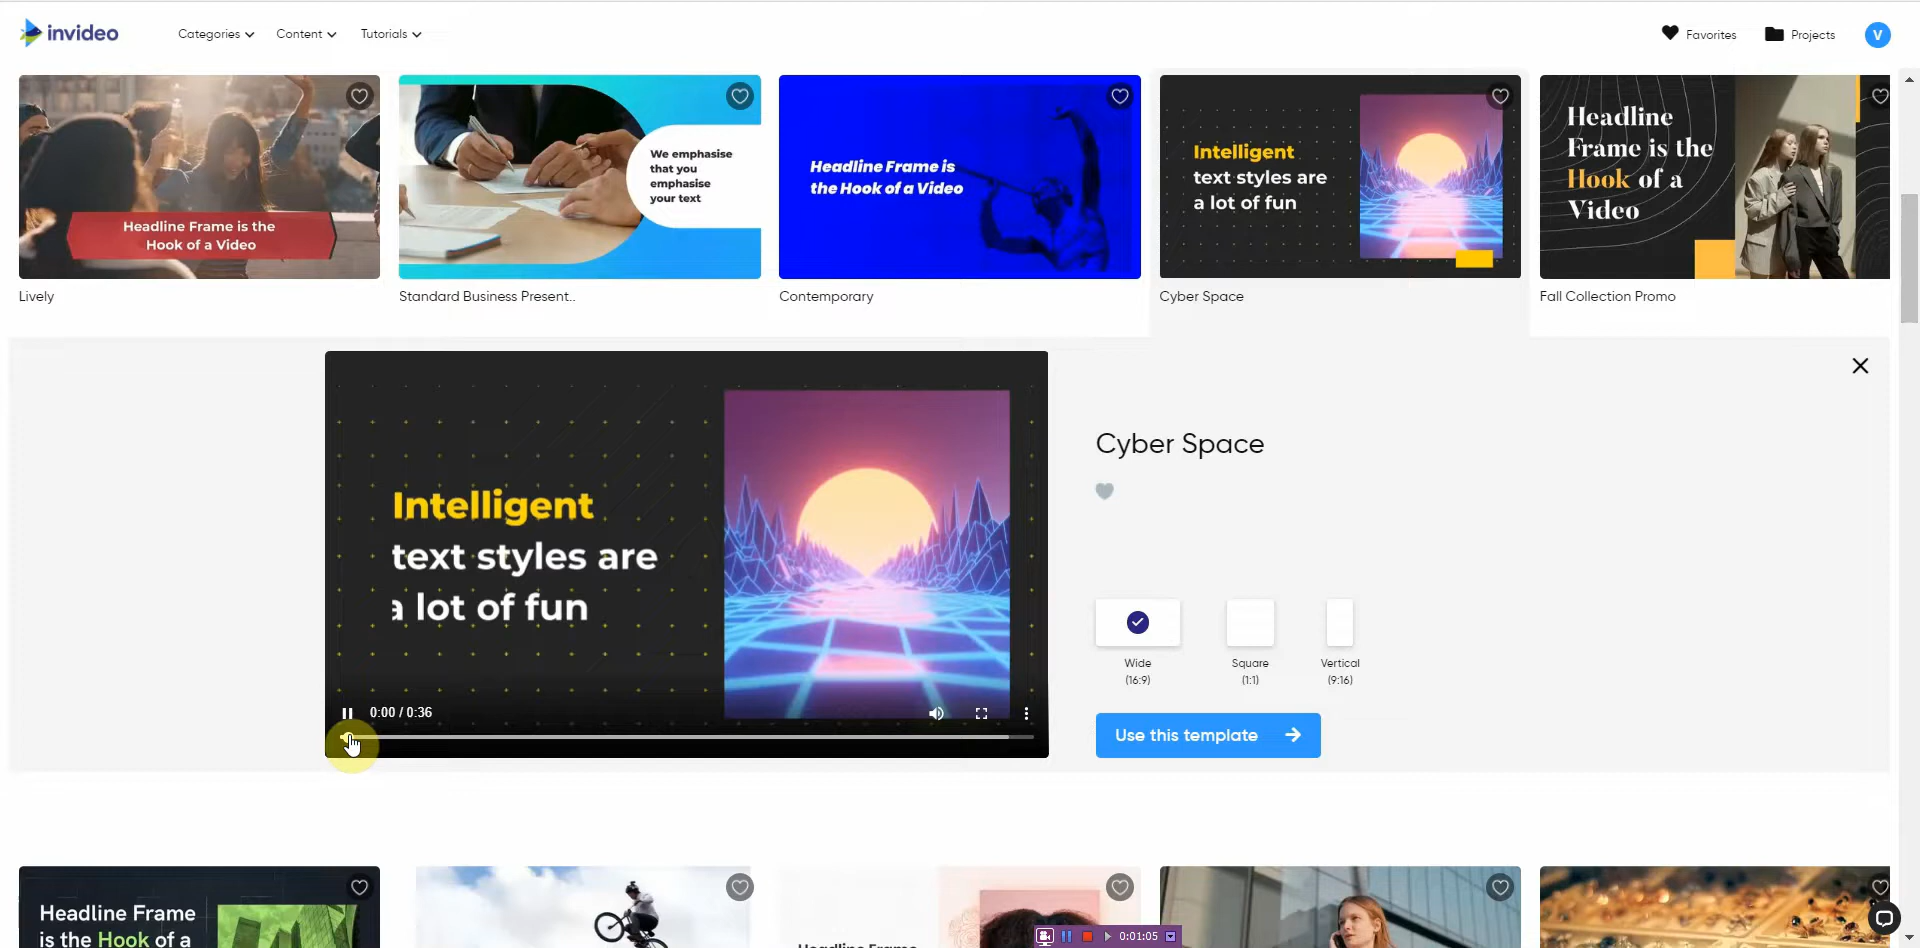 invideo
Categories
Content
Tutorials
Favorites
Projects
V
Headline Frame is the
Hook of a Video
We emphasise
that you
emphasise
your text
Headline Frame is
the Hook of a Video
Intelligent
text styles are
a lot of fun
Headline
Frame is the
Hook of a
Video
Lively
Standard Business Present..
Contemporary
Cyber Space
Fall Collection Promo
Intelligent
text styles are
a lot of fun
0:00 / 0:36
Cyber Space
Wide
(16:9)
Square
(1:1)
Vertical
(9:16)
Use this template
Headline Frame
is the Hook of a
Headline Frame
0:01:05